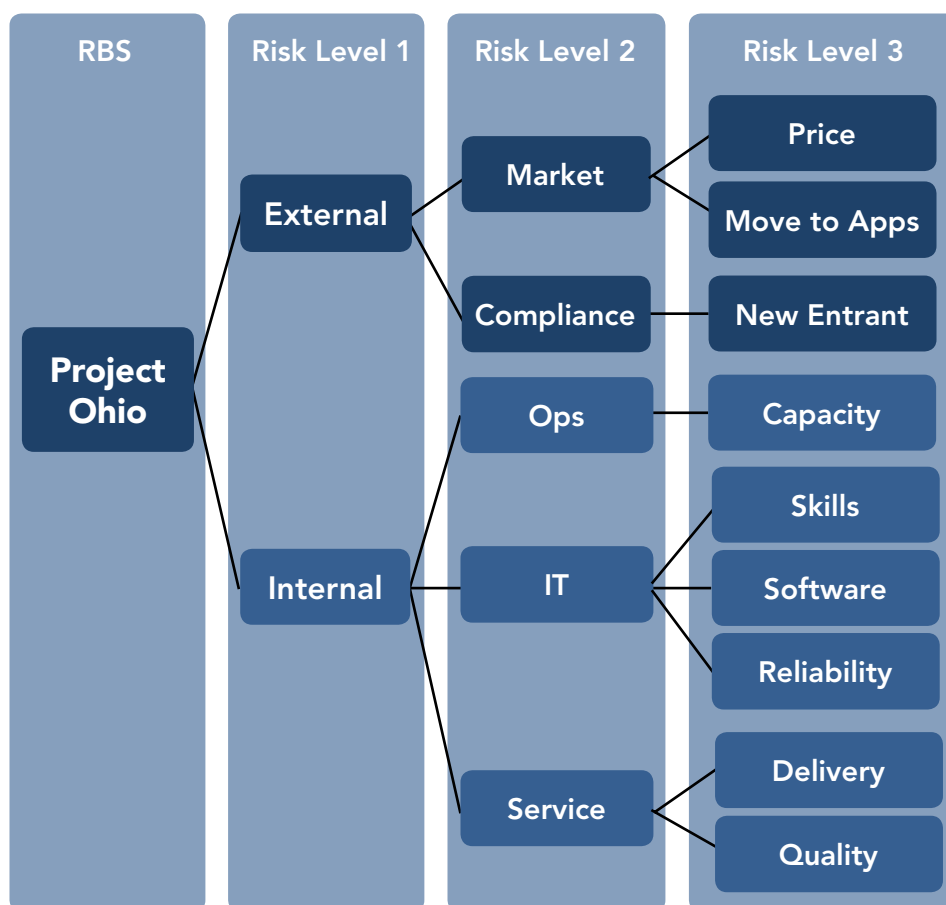 RBS
Risk Level 1
Risk Level 2
Risk Level 3
Project
Ohio
External
Internal
Market
Compliance
Ops
IT
Service
Price
Move to Apps
New Entrant
Capacity
Skills
Software
Reliability
Delivery
Quality